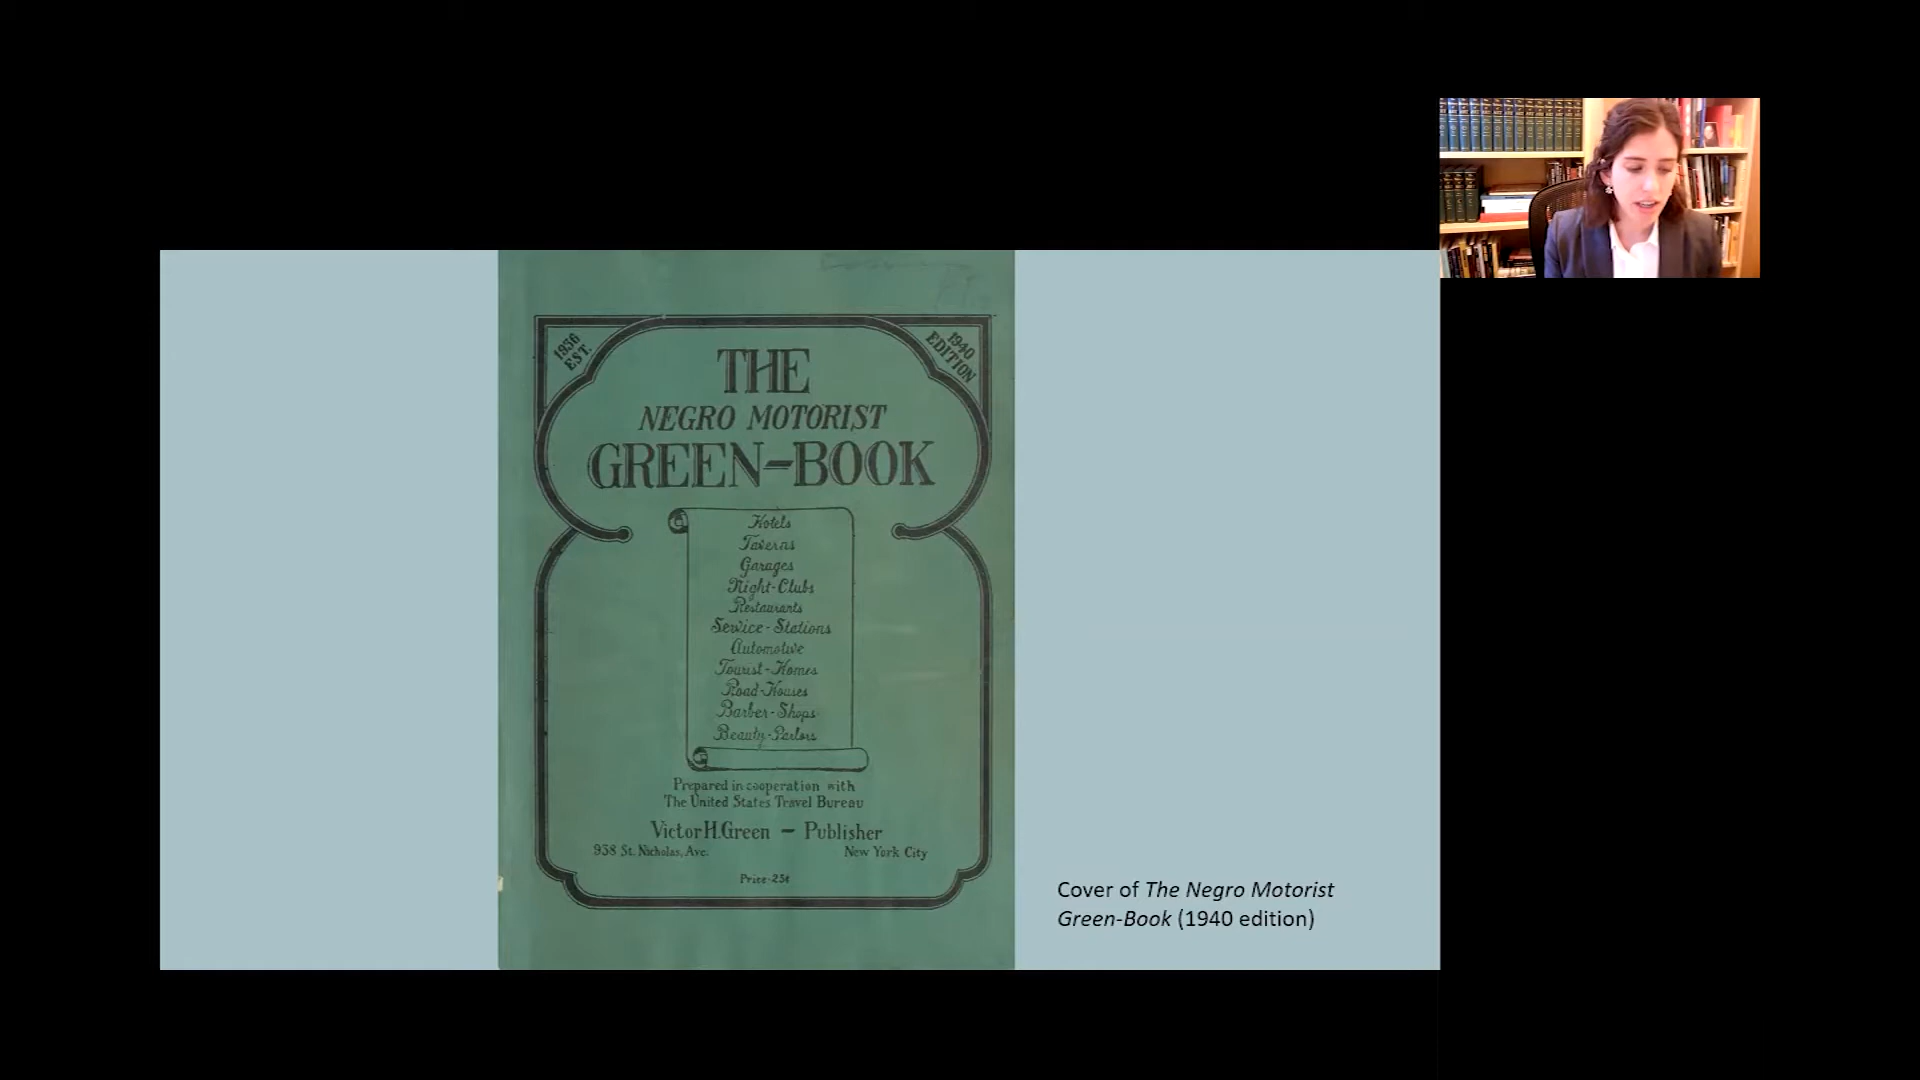 1936
EST.
1940
EDITION
THE
NEGRO MOTORIST
GREEN-BOOK
Hotels
Taverns
Garages
Night-Clubs
Restaurants
Service-Stations
Automotive
Tourist-Homes
Road-Houses
Barber-Shops
Beauty-Parlors
Prepared in cooperation with
The United States Travel Bureau
Victor H. Green — Publisher
938 St. Nicholas, Ave. New York City
Price-25¢
Cover of The Negro Motorist
Green-Book (1940 edition)